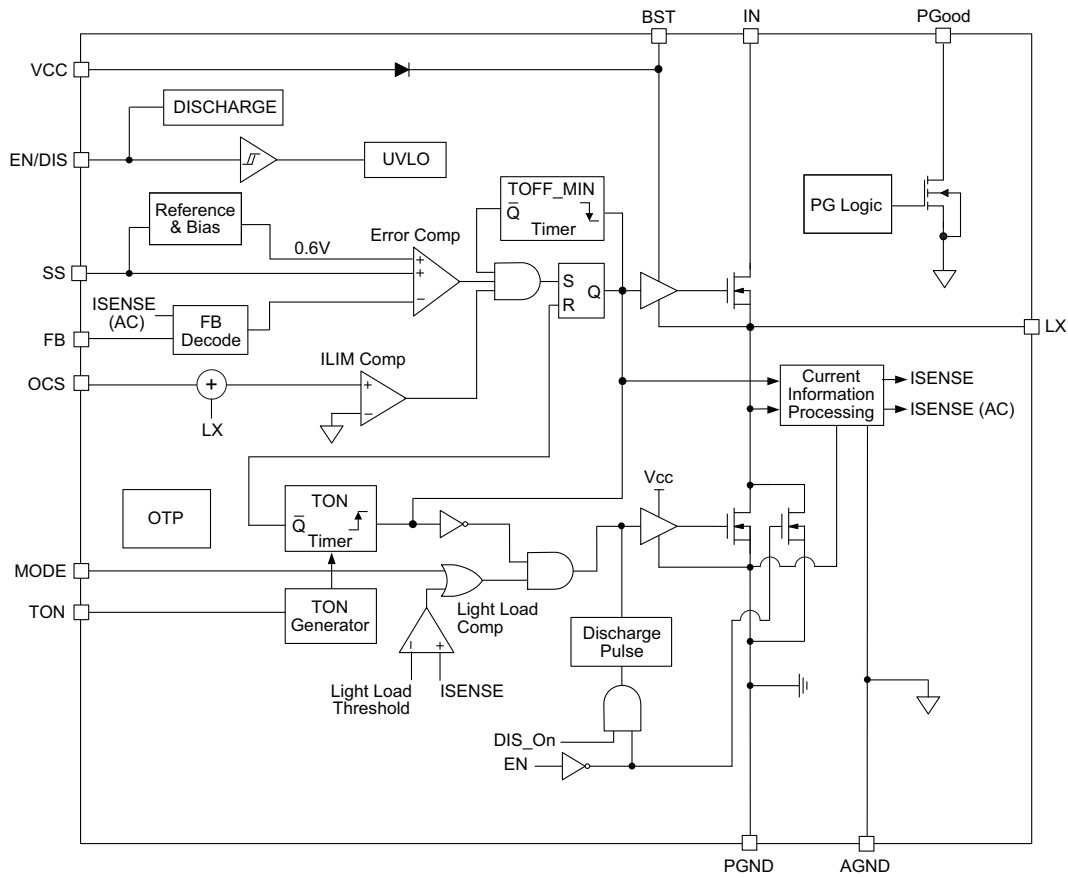 BST
IN
PGood
VCC
DISCHARGE
EN/DIS
UVLO
TOFF_MIN
Q
Timer
Reference
& Bias
Error Comp
0.6V
PG Logic
SS
+
+
−
S
Q
R
ISENSE
(AC)
FB
FB
Decode
LX
ILIM Comp
OCS
+
+
−
LX
Current
Information
Processing
ISENSE
ISENSE (AC)
Vcc
OTP
TON
Q
Timer
MODE
TON
TON
Generator
Light Load
Comp
−
+
Discharge
Pulse
Light Load
Threshold
ISENSE
DIS_On
EN
PGND
AGND